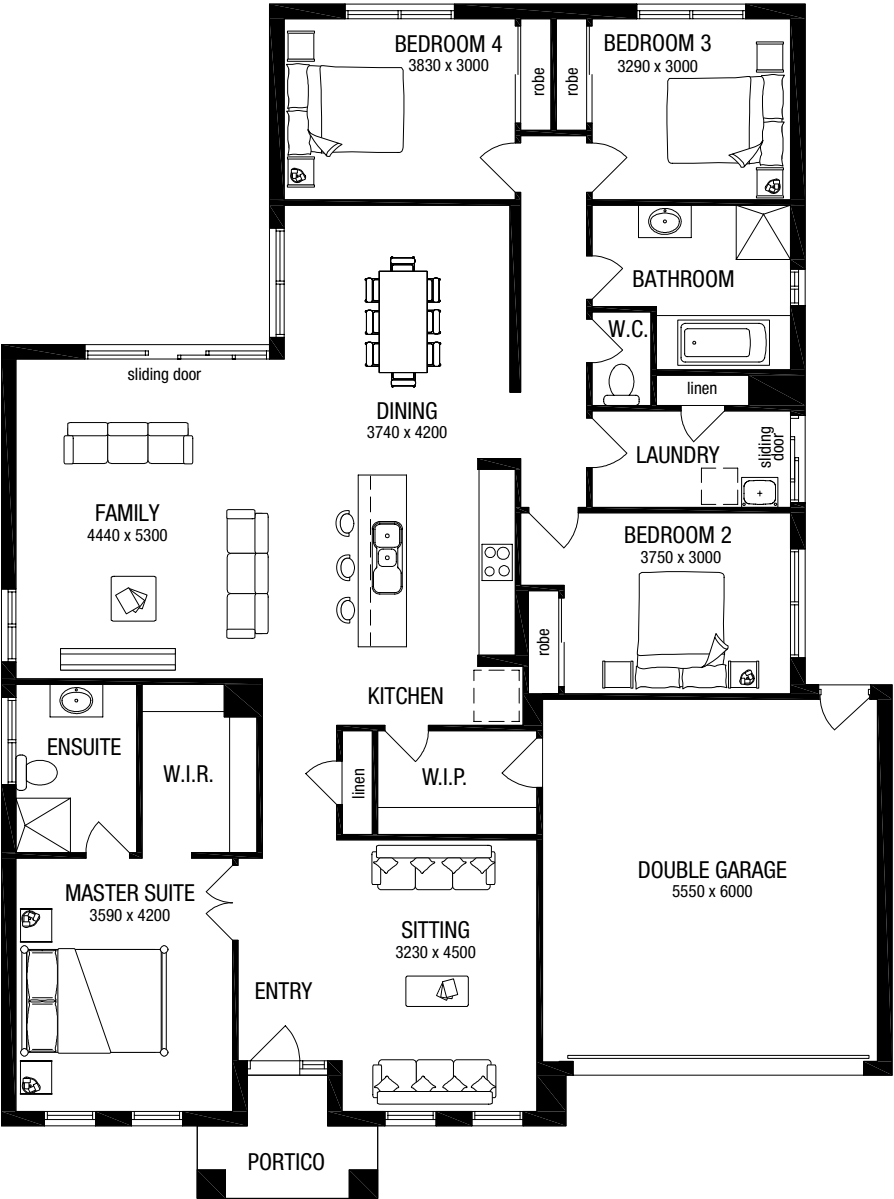 BEDROOM 4
3830 x 3000
robe
robe
BEDROOM 3
3290 x 3000
BATHROOM
W.C.
sliding door
linen
DINING
3740 x 4200
LAUNDRY
sliding
door
FAMILY
4440 x 5300
BEDROOM 2
3750 x 3000
robe
KITCHEN
ENSUITE
W.I.R.
linen
W.I.P.
MASTER SUITE
3590 x 4200
DOUBLE GARAGE
5550 x 6000
SITTING
3230 x 4500
ENTRY
PORTICO